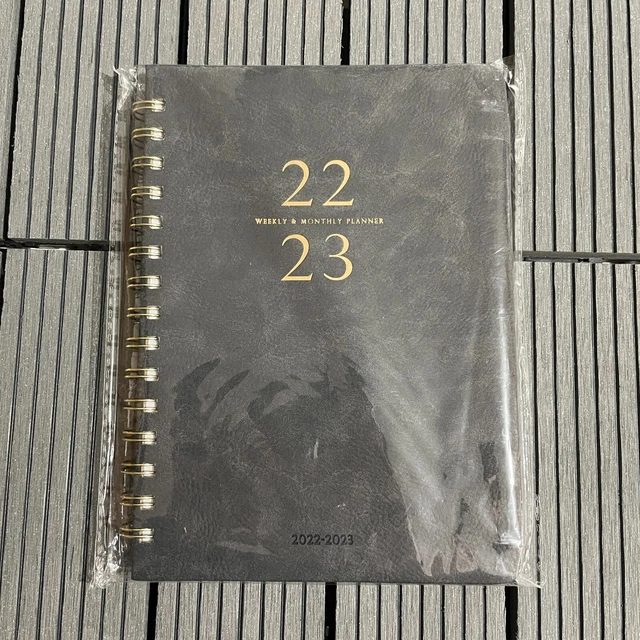 22
WEEKLY & MONTHLY PLANNER
23
2022-2023